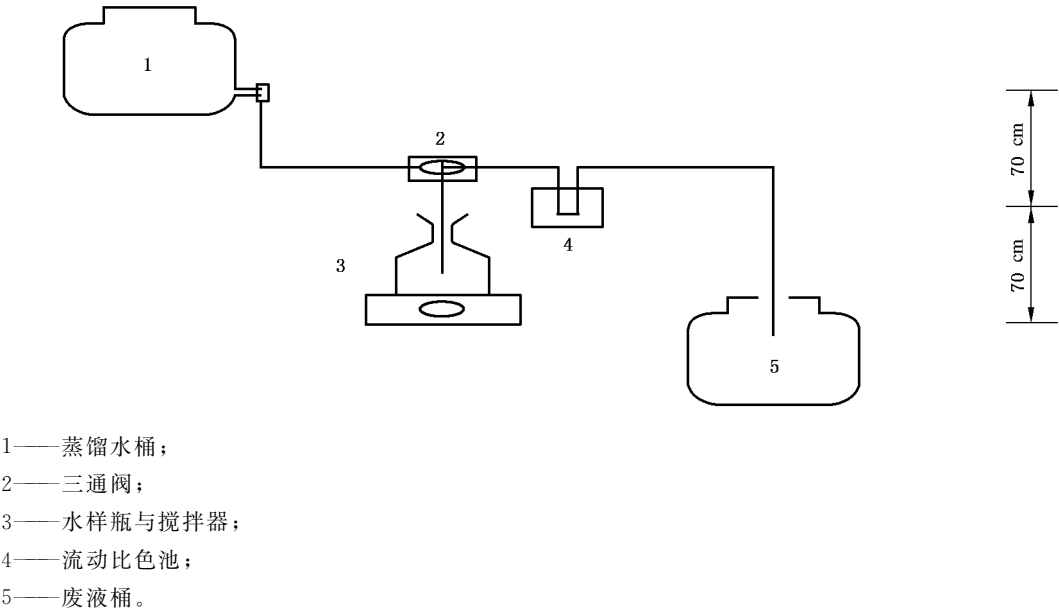 1
2
70 cm
3
4
70 cm
5
1——蒸馏水桶；
2——三通阀；
3——水样瓶与搅拌器；
4——流动比色池；
5——废液桶。